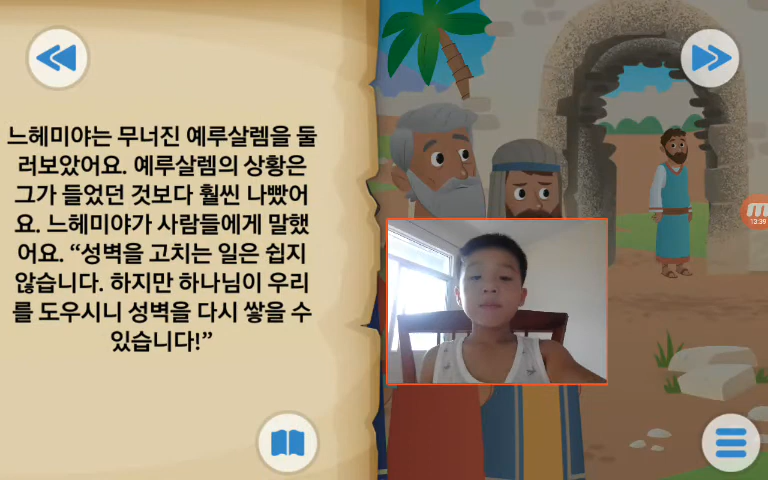 느헤미야는 무너진 예루살렘을 둘
러보았어요. 예루살렘의 상황은
그가 들었던 것보다 훨씬 나빴어
요. 느헤미야가 사람들에게 말했
어요. “성벽을 고치는 일은 쉽지
않습니다. 하지만 하나님이 우리
를 도우시니 성벽을 다시 쌓을 수
있습니다!”
13:39